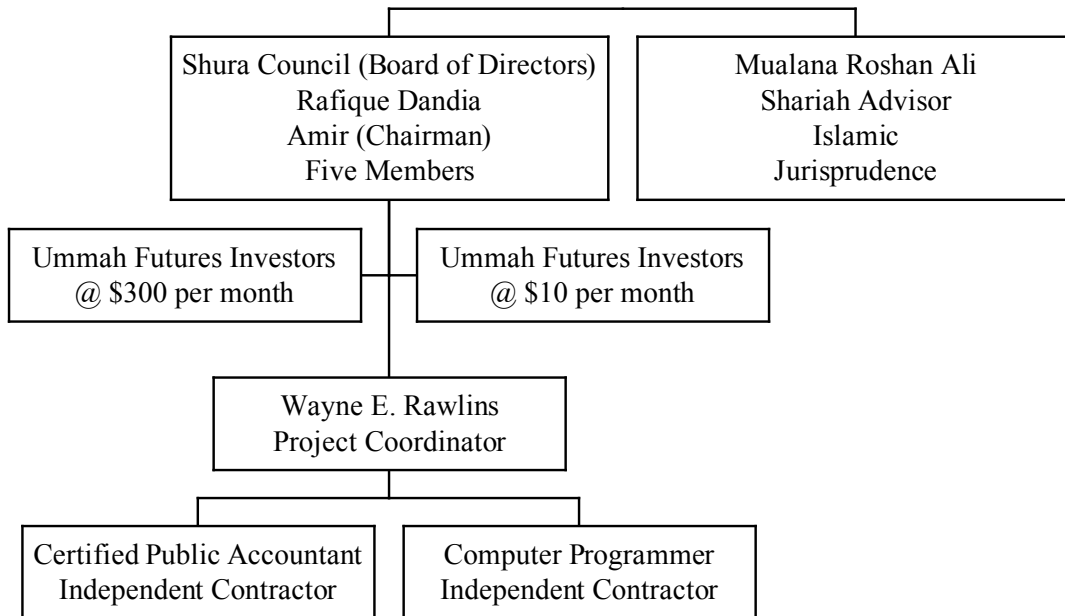 Shura Council (Board of Directors)
Rafique Dandia
Amir (Chairman)
Five Members
Mualana Roshan Ali
Shariah Advisor
Islamic
Jurisprudence
Ummah Futures Investors
@ $300 per month
Ummah Futures Investors
@ $10 per month
Wayne E. Rawlins
Project Coordinator
Certified Public Accountant
Independent Contractor
Computer Programmer
Independent Contractor